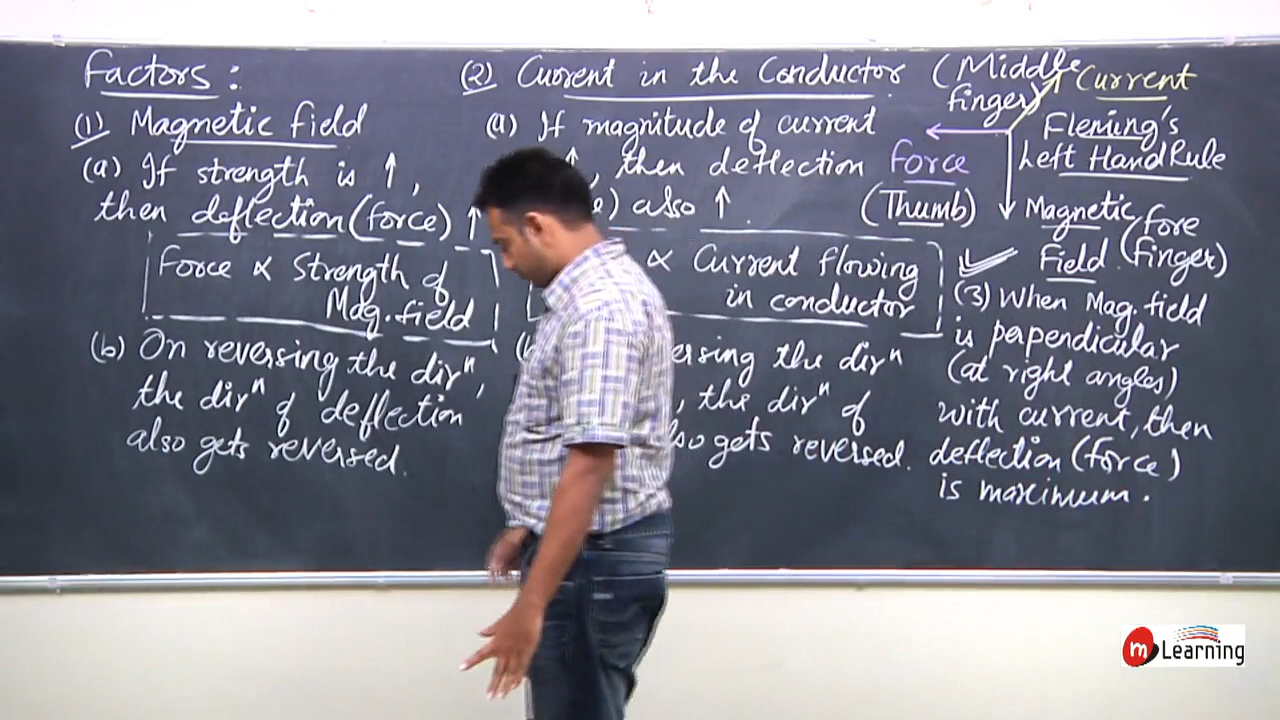 Factors :
(1) Magnetic field
(a) If strength is ↑,
then deflection (force) ↑
Force ∝ Strength of
Mag. field
(b) On reversing the dirⁿ,
the dirⁿ of deflection
also gets reversed.
(2) Current in the Conductor
(a) If magnitude of current
↑, then deflection
also ↑.
∝ Current flowing
in conductor
the dirⁿ
, the dirⁿ of
gets reversed.
(Middle
finger)
Current
Fleming's
Left Hand Rule
Force
(Thumb)
Magnetic
Field
(fore
finger)
(3) When Mag. field
is perpendicular
(at right angles)
with current, then
deflection (force)
is maximum.
m Learning